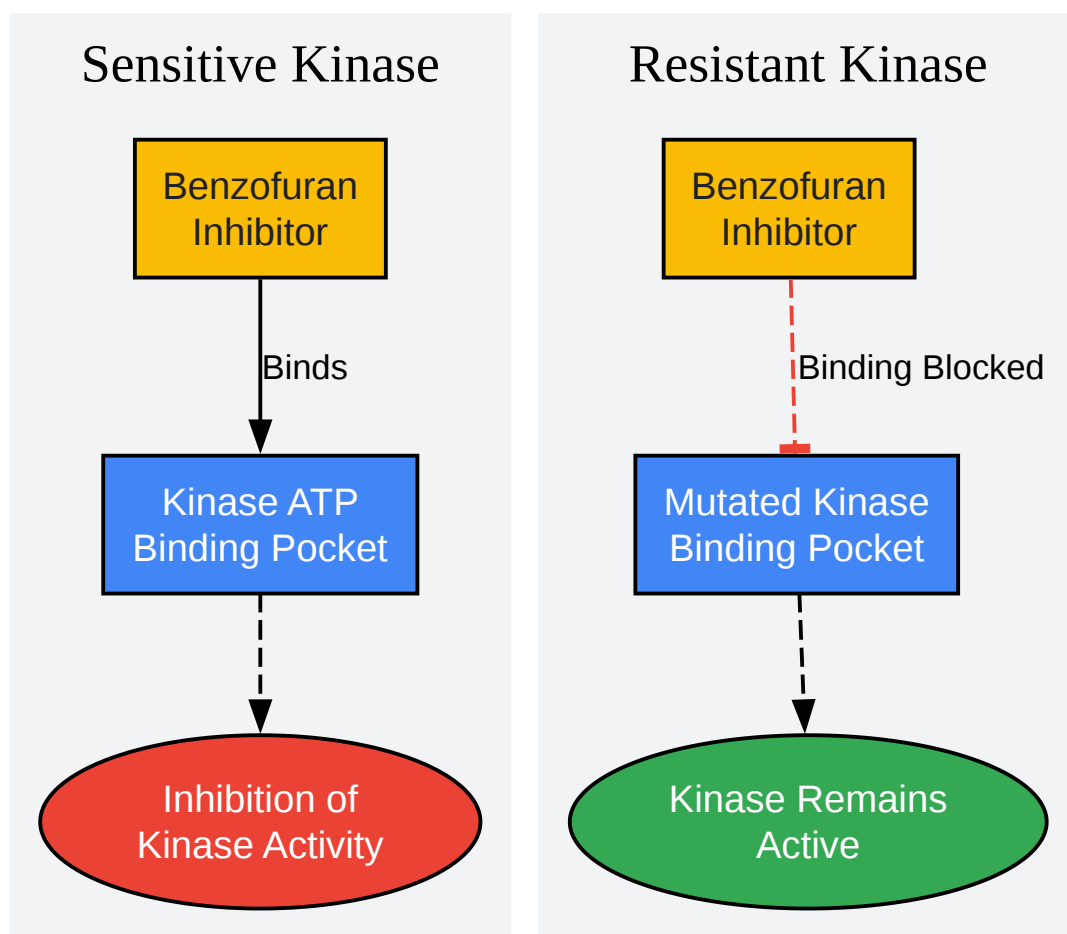 Sensitive Kinase
Benzofuran
Inhibitor
Binds
Kinase ATP
Binding Pocket
Inhibition of
Kinase Activity
Resistant Kinase
Benzofuran
Inhibitor
Binding Blocked
Mutated Kinase
Binding Pocket
Kinase Remains
Active